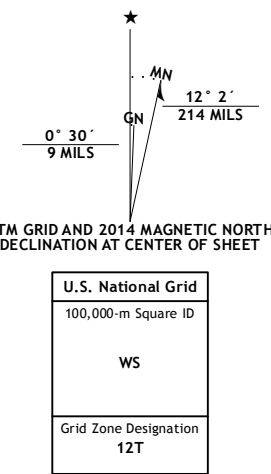 ★
MN
GN
12° 2´
214 MILS
0° 30´
9 MILS
TM GRID AND 2014 MAGNETIC NORTH
DECLINATION AT CENTER OF SHEET
U.S. National Grid
100,000-m Square ID
WS
Grid Zone Designation
12T